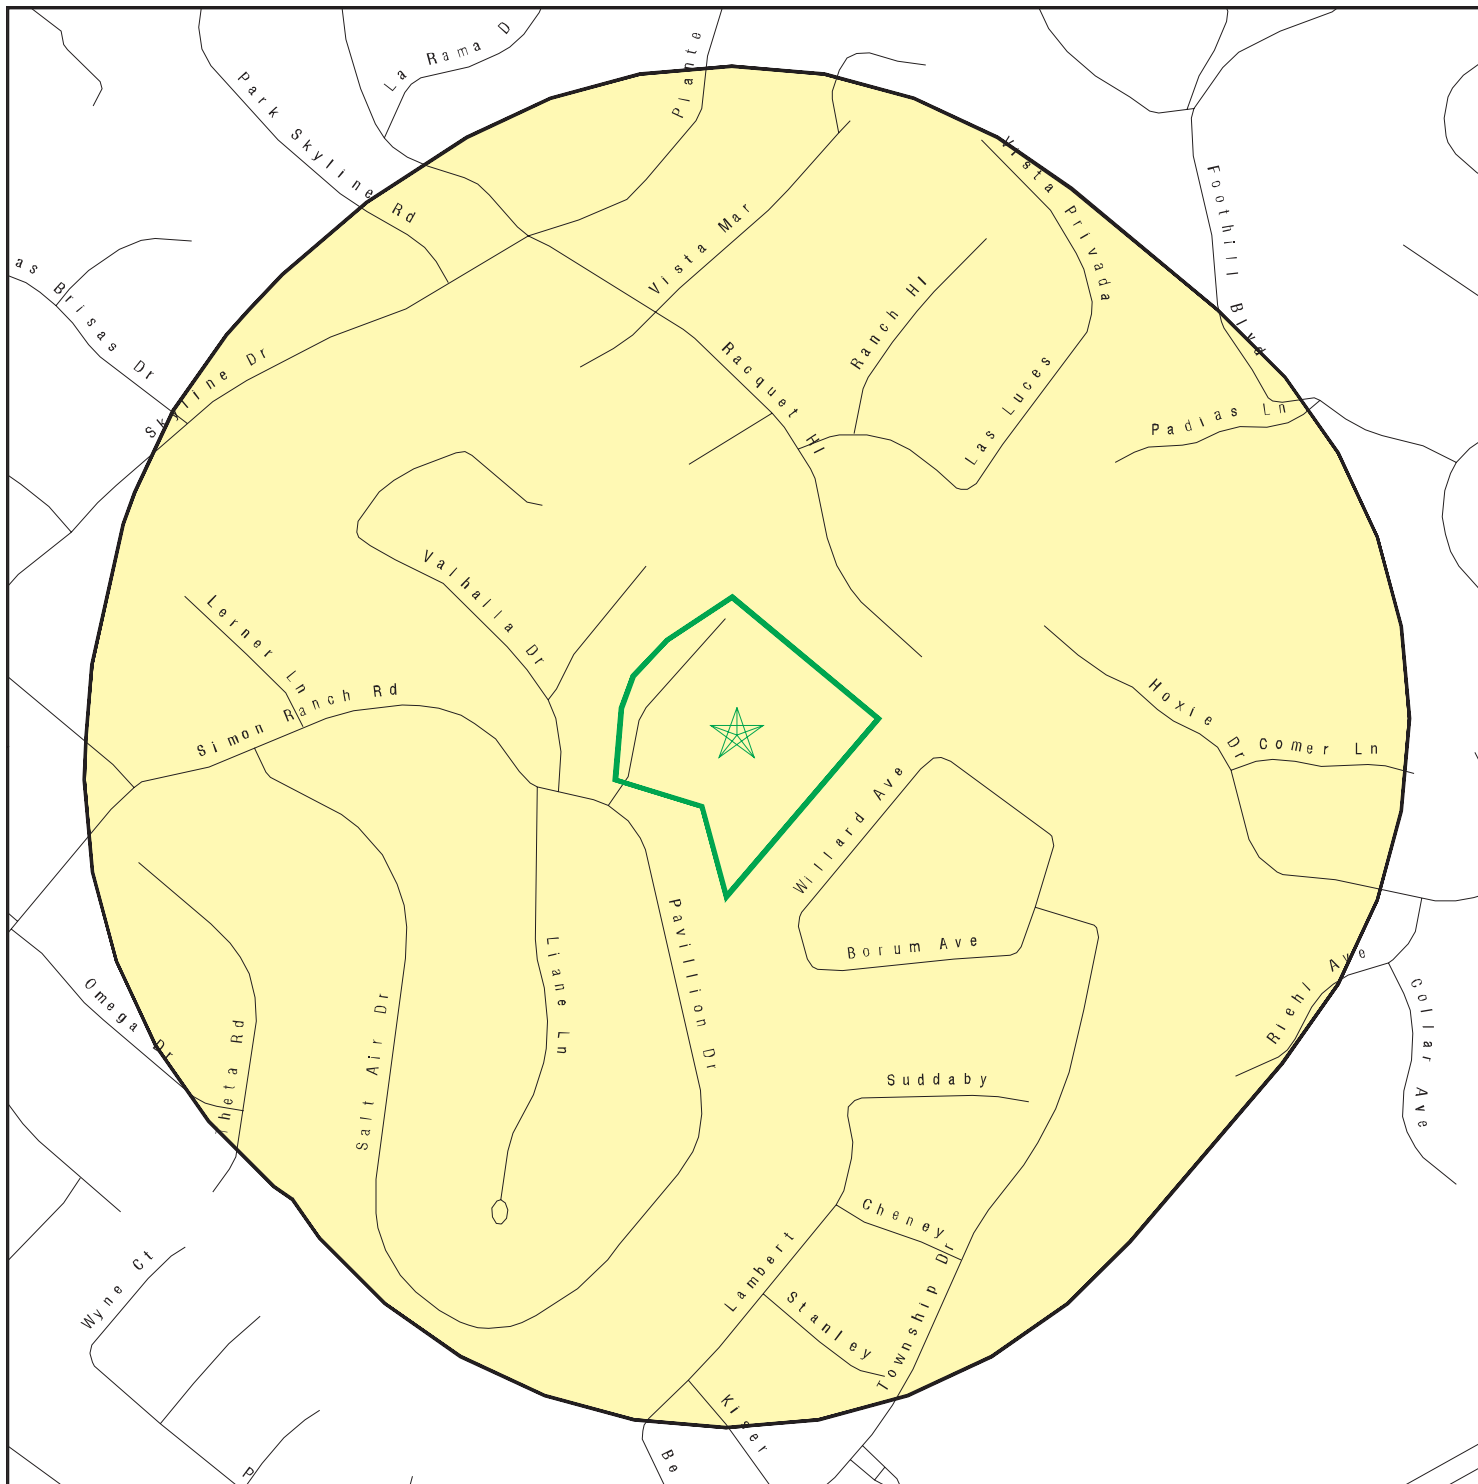 La Rama D
Plante
Park Skyline Rd
Vista Privada
Foothill Blvd
Vista Mar
as Brisas Dr
Ranch Hl
Skyline Dr
Racquet Hl
Las Luces
Padias Ln
Valhalla Dr
Lerner Ln
Simon Ranch Rd
Hoxie Dr
Comer Ln
Willard Ave
Borum Ave
Pavillion Dr
Liane Ln
Omega Dr
Theta Rd
Salt Air Dr
Riehl Ave
Collar Ave
Suddaby
Cheney
Lambert
Township Dr
Stanley
Wyne Ct
Kiser
Be
P